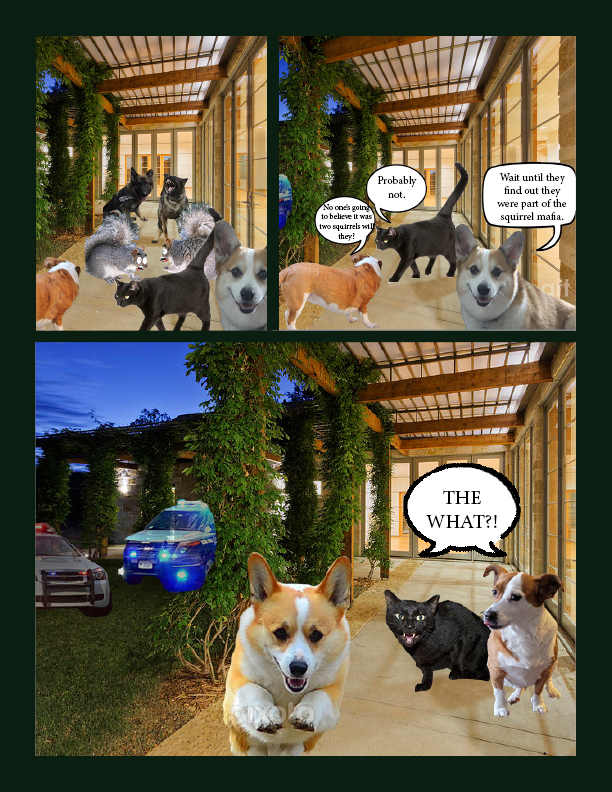 No one's going
to believe it was
two squirrels will
they?
Probably
not.
Wait until they
find out they
were part of the
squirrel mafia.
art
THE
WHAT?!